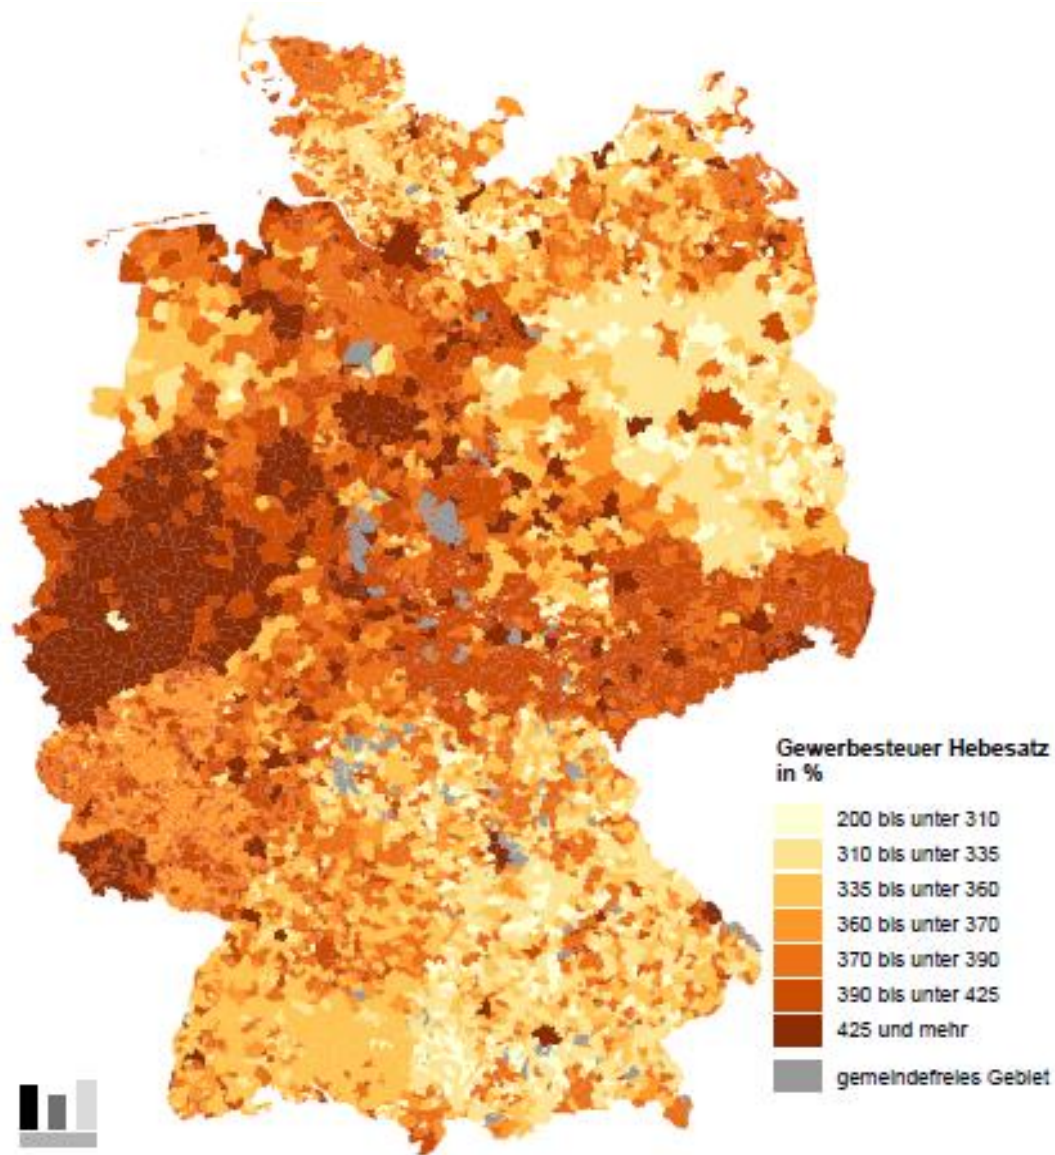 Gewerbesteuer Hebesatz
in %
200 bis unter 310
310 bis unter 335
335 bis unter 360
360 bis unter 370
370 bis unter 390
390 bis unter 425
425 und mehr
gemeindefreies Gebiet